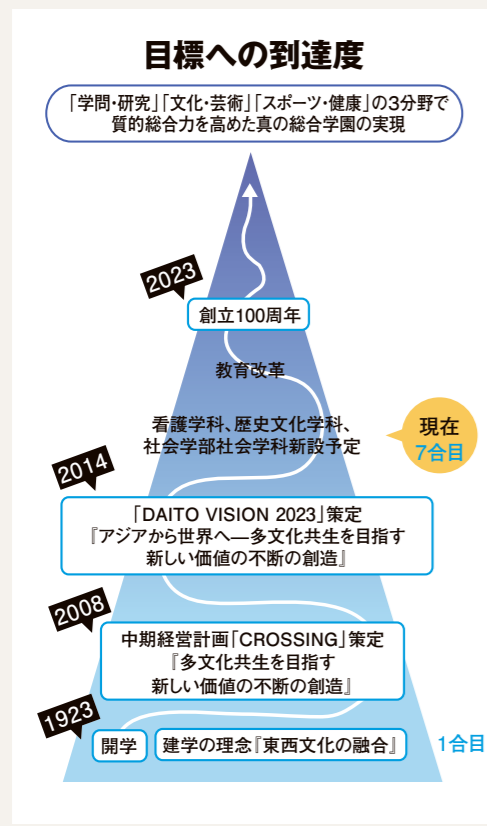 目標への到達度
「学問・研究」「文化・芸術」「スポーツ・健康」の3分野で
質的総合力を高めた真の総合学園の実現
2023
創立100周年
教育改革
看護学科、歴史文化学科、
社会学部社会学科新設予定
現在
7合目
2014
「DAITO VISION 2023」策定
『アジアから世界へ―多文化共生を目指す
新しい価値の不断の創造』
2008
中期経営計画「CROSSING」策定
『多文化共生を目指す
新しい価値の不断の創造』
1923
開学
建学の理念『東西文化の融合』
1合目